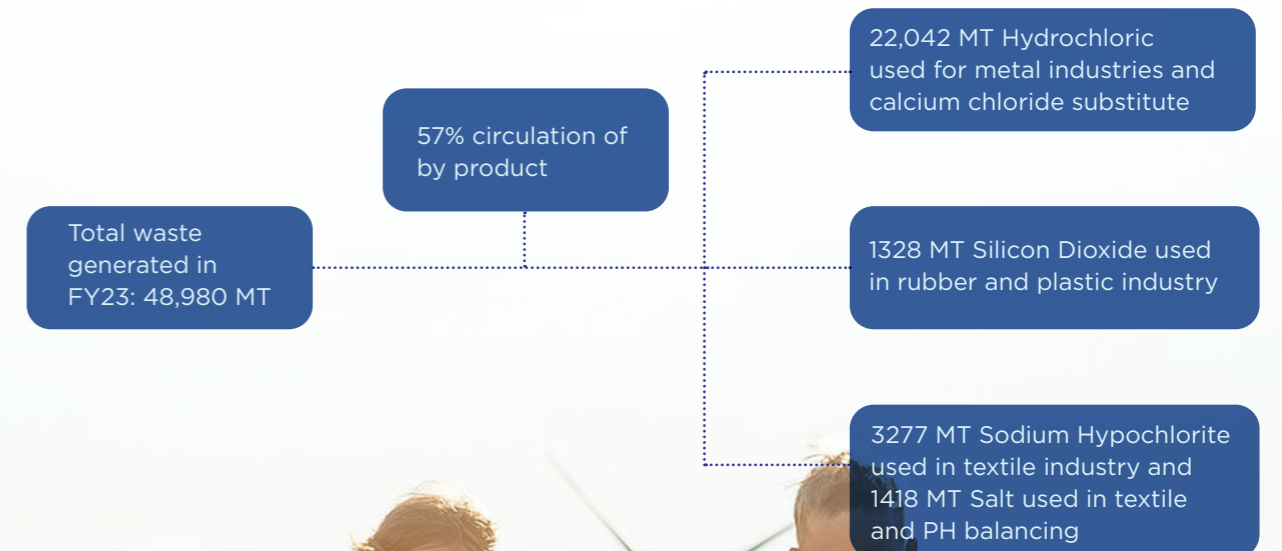 Total waste
generated in
FY23: 48,980 MT
57% circulation of
by product
22,042 MT Hydrochloric
used for metal industries and
calcium chloride substitute
1328 MT Silicon Dioxide used
in rubber and plastic industry
3277 MT Sodium Hypochlorite
used in textile industry and
1418 MT Salt used in textile
and PH balancing